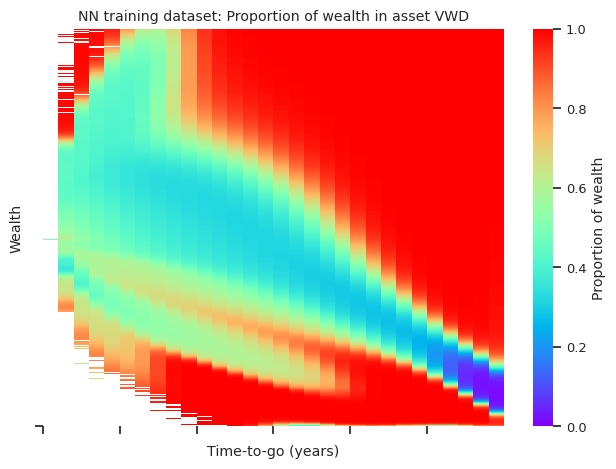 NN training dataset: Proportion of wealth in asset VWD
Wealth
Time-to-go (years)
1.0
0.8
0.6
0.4
0.2
0.0
Proportion of wealth